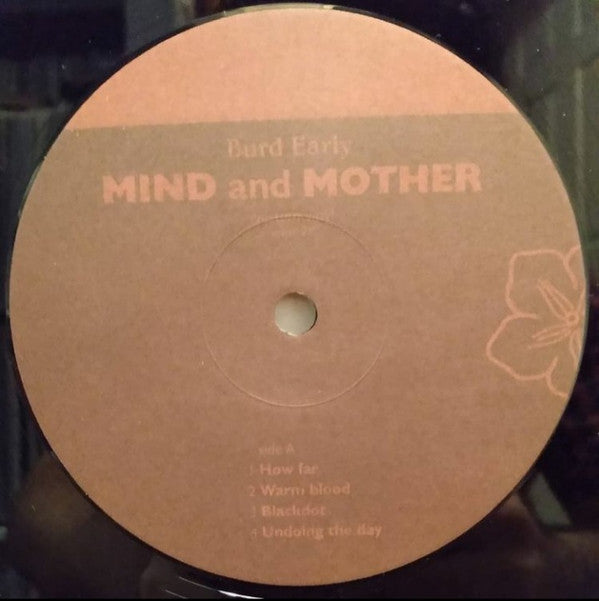 Burd Early
MIND and MOTHER
side A
1 How far
2 Warm blood
3 Blackdot
4 Undoing the day